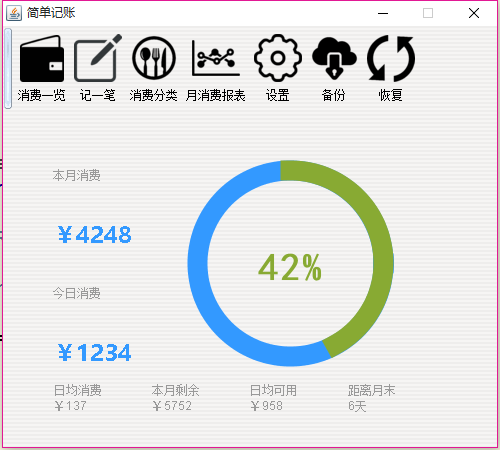 简单记账
消费一览 记一笔 消费分类 月消费报表 设置 备份 恢复
本月消费
￥4248
42%
今日消费
￥1234
日均消费 本月剩余 日均可用 距离月末
￥137 ￥5752 ￥958 6天